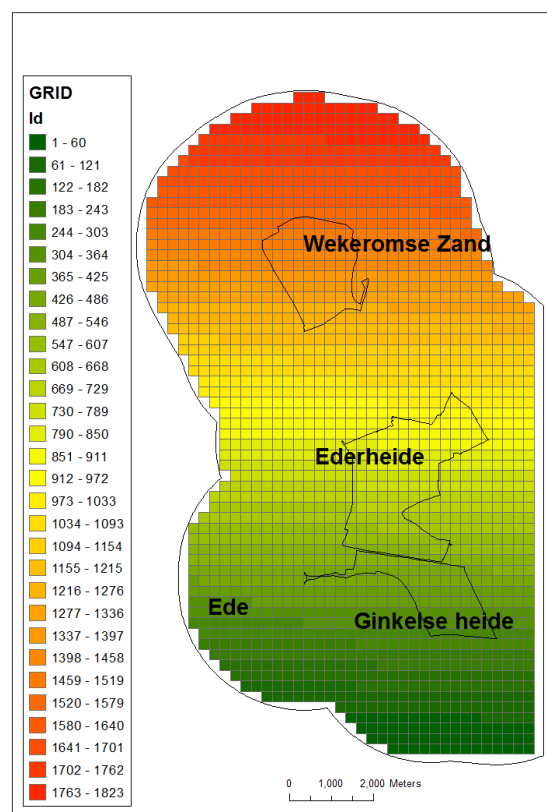 GRID
Id
1 - 60
61 - 121
122 - 182
183 - 243
244 - 303
304 - 364
365 - 425
426 - 486
487 - 546
547 - 607
608 - 668
669 - 729
730 - 789
790 - 850
851 - 911
912 - 972
973 - 1033
1034 - 1093
1094 - 1154
1155 - 1215
1216 - 1276
1277 - 1336
1337 - 1397
1398 - 1458
1459 - 1519
1520 - 1579
1580 - 1640
1641 - 1701
1702 - 1762
1763 - 1823
Wekeromse Zand
Ederheide
Ede
Ginkelse heide
0 1,000 2,000 Meters